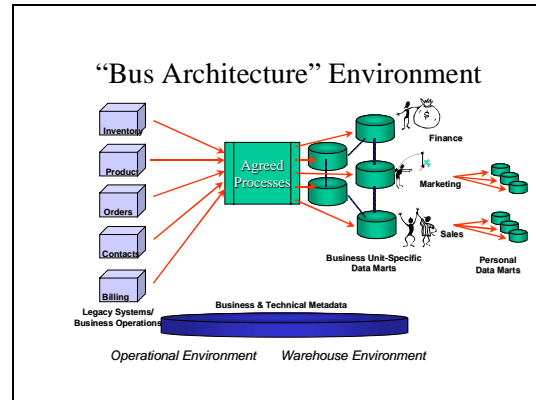 “Bus Architecture” Environment
Inventory
Product
Orders
Contacts
Billing
Legacy Systems/
Business Operations
Agreed
Processes
$
Finance
Marketing
Sales
Business Unit-Specific
Data Marts
Personal
Data Marts
Business & Technical Metadata
Operational Environment
Warehouse Environment